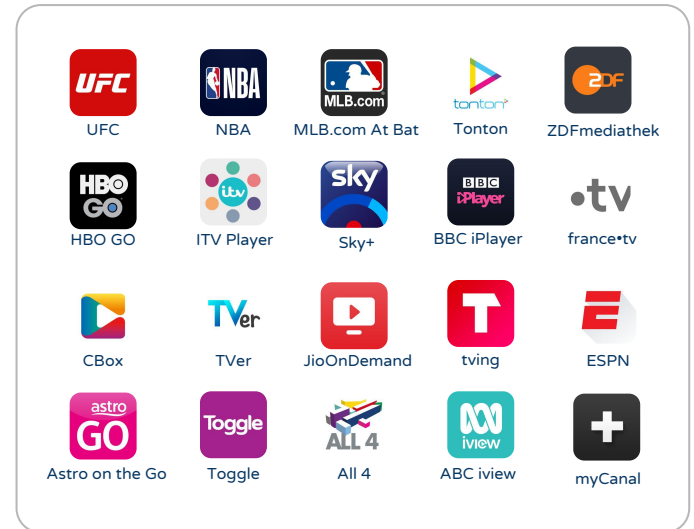 UFC
NBA
MLB.com
tonton
ZDF
UFC
NBA
MLB.com At Bat
Tonton
ZDFmediathek
HBO
GO
itv
sky
BBC
iPlayer
•tv
HBO GO
ITV Player
Sky+
BBC iPlayer
france•tv
TVer
T
E
CBox
TVer
JioOnDemand
tving
ESPN
astro
GO
Toggle
ALL 4
iview
+
Astro on the Go
Toggle
All 4
ABC iview
myCanal